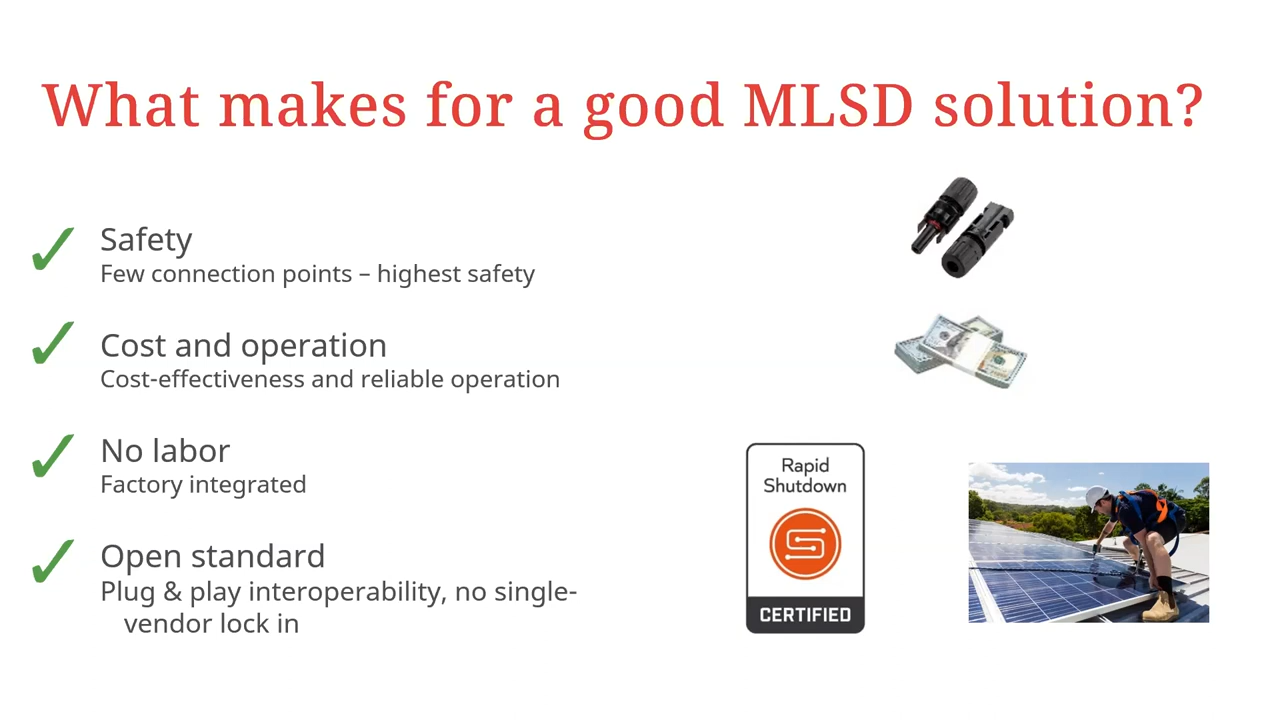 What makes for a good MLSD solution?
Safety
Few connection points – highest safety
Cost and operation
Cost-effectiveness and reliable operation
No labor
Factory integrated
Open standard
Plug & play interoperability, no single-
vendor lock in
Rapid
Shutdown
CERTIFIED